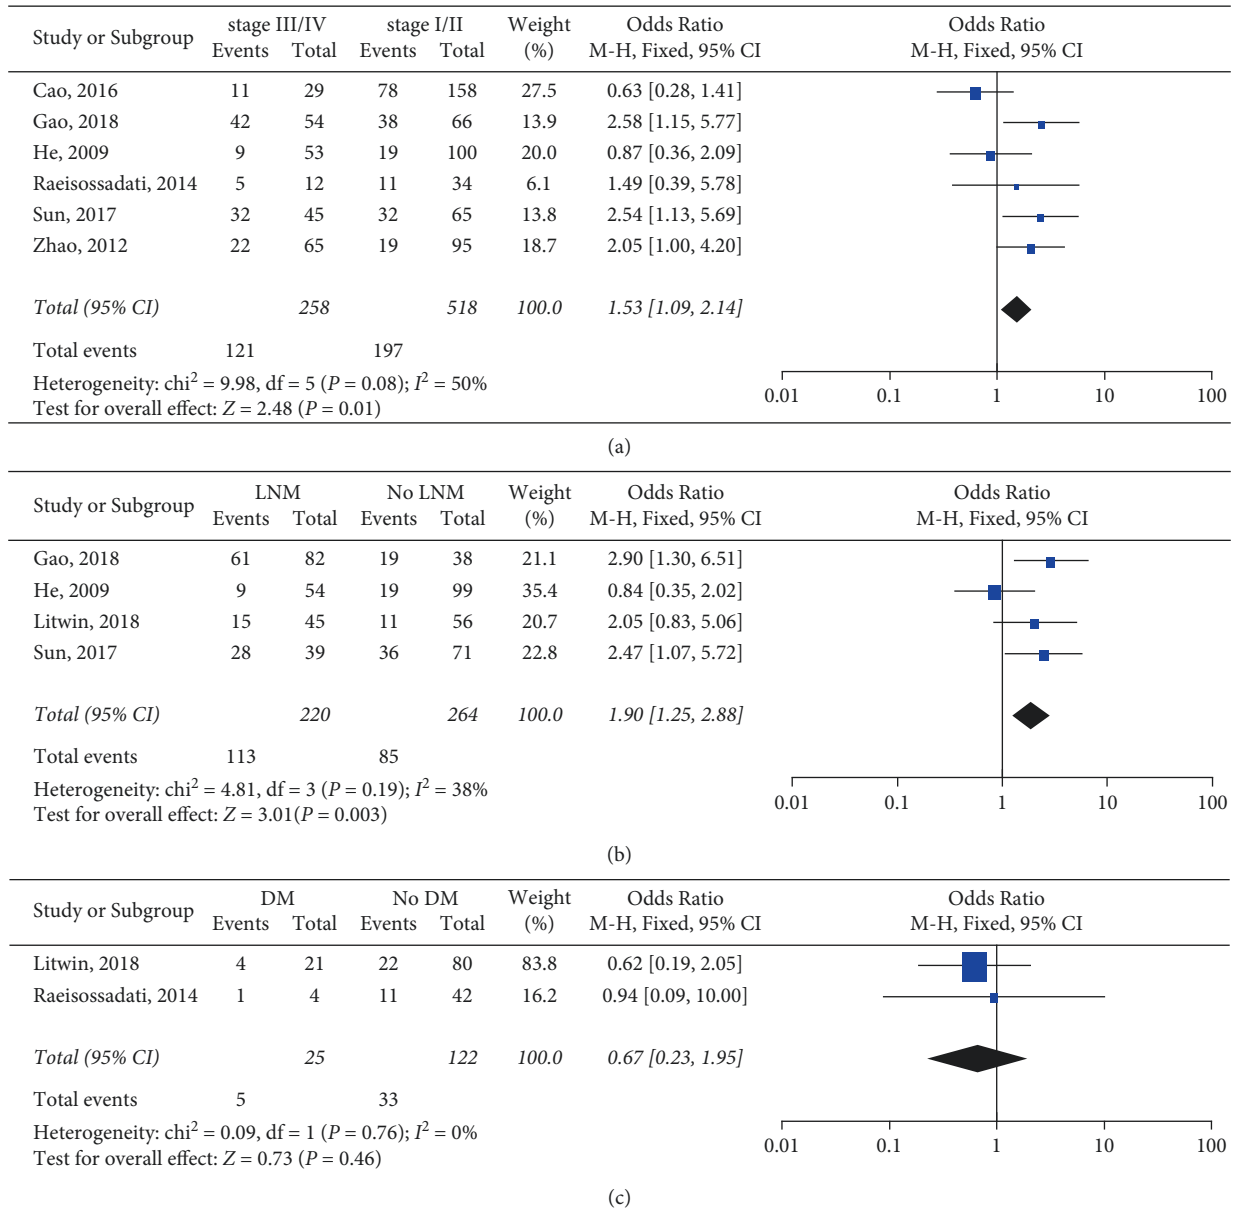 Study or Subgroup stage III/IV stage I/II Weight Odds Ratio Odds Ratio
Events Total Events Total (%) M-H, Fixed, 95% CI M-H, Fixed, 95% CI
Cao, 2016 11 29 78 158 27.5 0.63 [0.28, 1.41]
Gao, 2018 42 54 38 66 13.9 2.58 [1.15, 5.77]
He, 2009 9 53 19 100 20.0 0.87 [0.36, 2.09]
Raeisossadati, 2014 5 12 11 34 6.1 1.49 [0.39, 5.78]
Sun, 2017 32 45 32 65 13.8 2.54 [1.13, 5.69]
Zhao, 2012 22 65 19 95 18.7 2.05 [1.00, 4.20]
Total (95% CI) 258 518 100.0 1.53 [1.09, 2.14]
Total events 121 197
Heterogeneity: chi² = 9.98, df = 5 (P = 0.08); I² = 50%
Test for overall effect: Z = 2.48 (P = 0.01)
0.01 0.1 1 10 100
(a)
Study or Subgroup LNM No LNM Weight Odds Ratio Odds Ratio
Events Total Events Total (%) M-H, Fixed, 95% CI M-H, Fixed, 95% CI
Gao, 2018 61 82 19 38 21.1 2.90 [1.30, 6.51]
He, 2009 9 54 19 99 35.4 0.84 [0.35, 2.02]
Litwin, 2018 15 45 11 56 20.7 2.05 [0.83, 5.06]
Sun, 2017 28 39 36 71 22.8 2.47 [1.07, 5.72]
Total (95% CI) 220 264 100.0 1.90 [1.25, 2.88]
Total events 113 85
Heterogeneity: chi² = 4.81, df = 3 (P = 0.19); I² = 38%
Test for overall effect: Z = 3.01(P = 0.003)
0.01 0.1 1 10 100
(b)
Study or Subgroup DM No DM Weight Odds Ratio Odds Ratio
Events Total Events Total (%) M-H, Fixed, 95% CI M-H, Fixed, 95% CI
Litwin, 2018 4 21 22 80 83.8 0.62 [0.19, 2.05]
Raeisossadati, 2014 1 4 11 42 16.2 0.94 [0.09, 10.00]
Total (95% CI) 25 122 100.0 0.67 [0.23, 1.95]
Total events 5 33
Heterogeneity: chi² = 0.09, df = 1 (P = 0.76); I² = 0%
Test for overall effect: Z = 0.73 (P = 0.46)
0.01 0.1 1 10 100
(c)